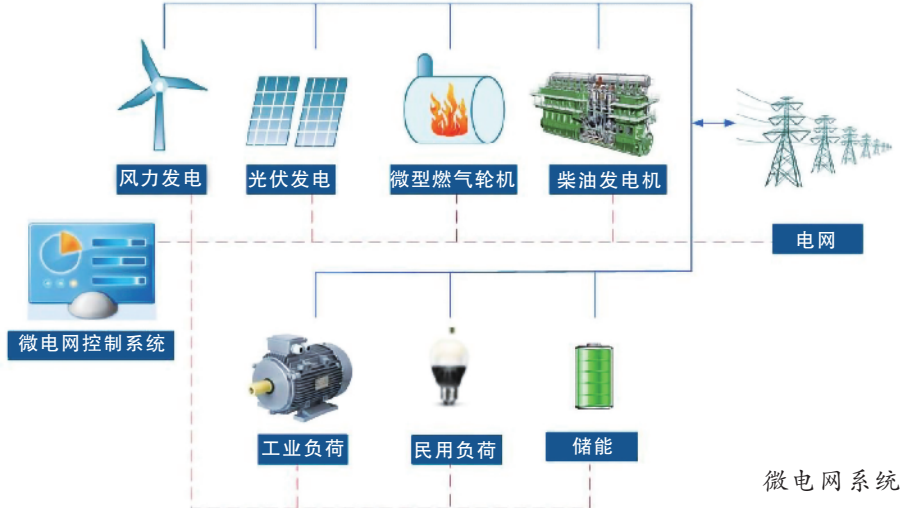 风力发电
光伏发电
微型燃气轮机
柴油发电机
电网
微电网控制系统
工业负荷
民用负荷
储能
微电网系统